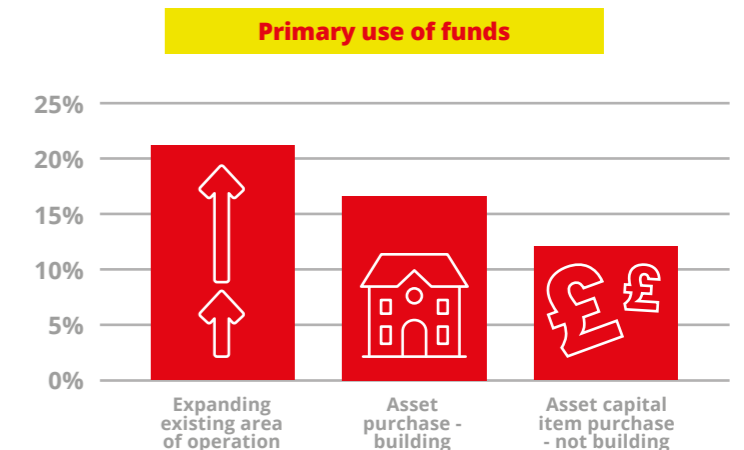 Primary use of funds
25%
20%
15%
10%
5%
0%
££
Expanding
existing area
of operation
Asset
purchase -
building
Asset capital
item purchase
- not building